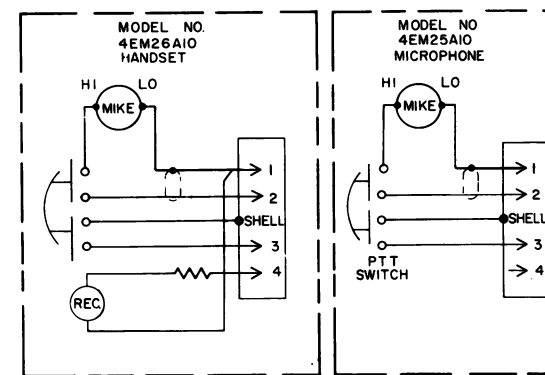 MODEL NO.
4EM26A10
HANDSET
HI LO
MIKE
1
2
SHELL
3
4
REC.
MODEL NO
4EM25A10
MICROPHONE
HI LO
MIKE
1
2
SHELL
3
PTT
SWITCH
4